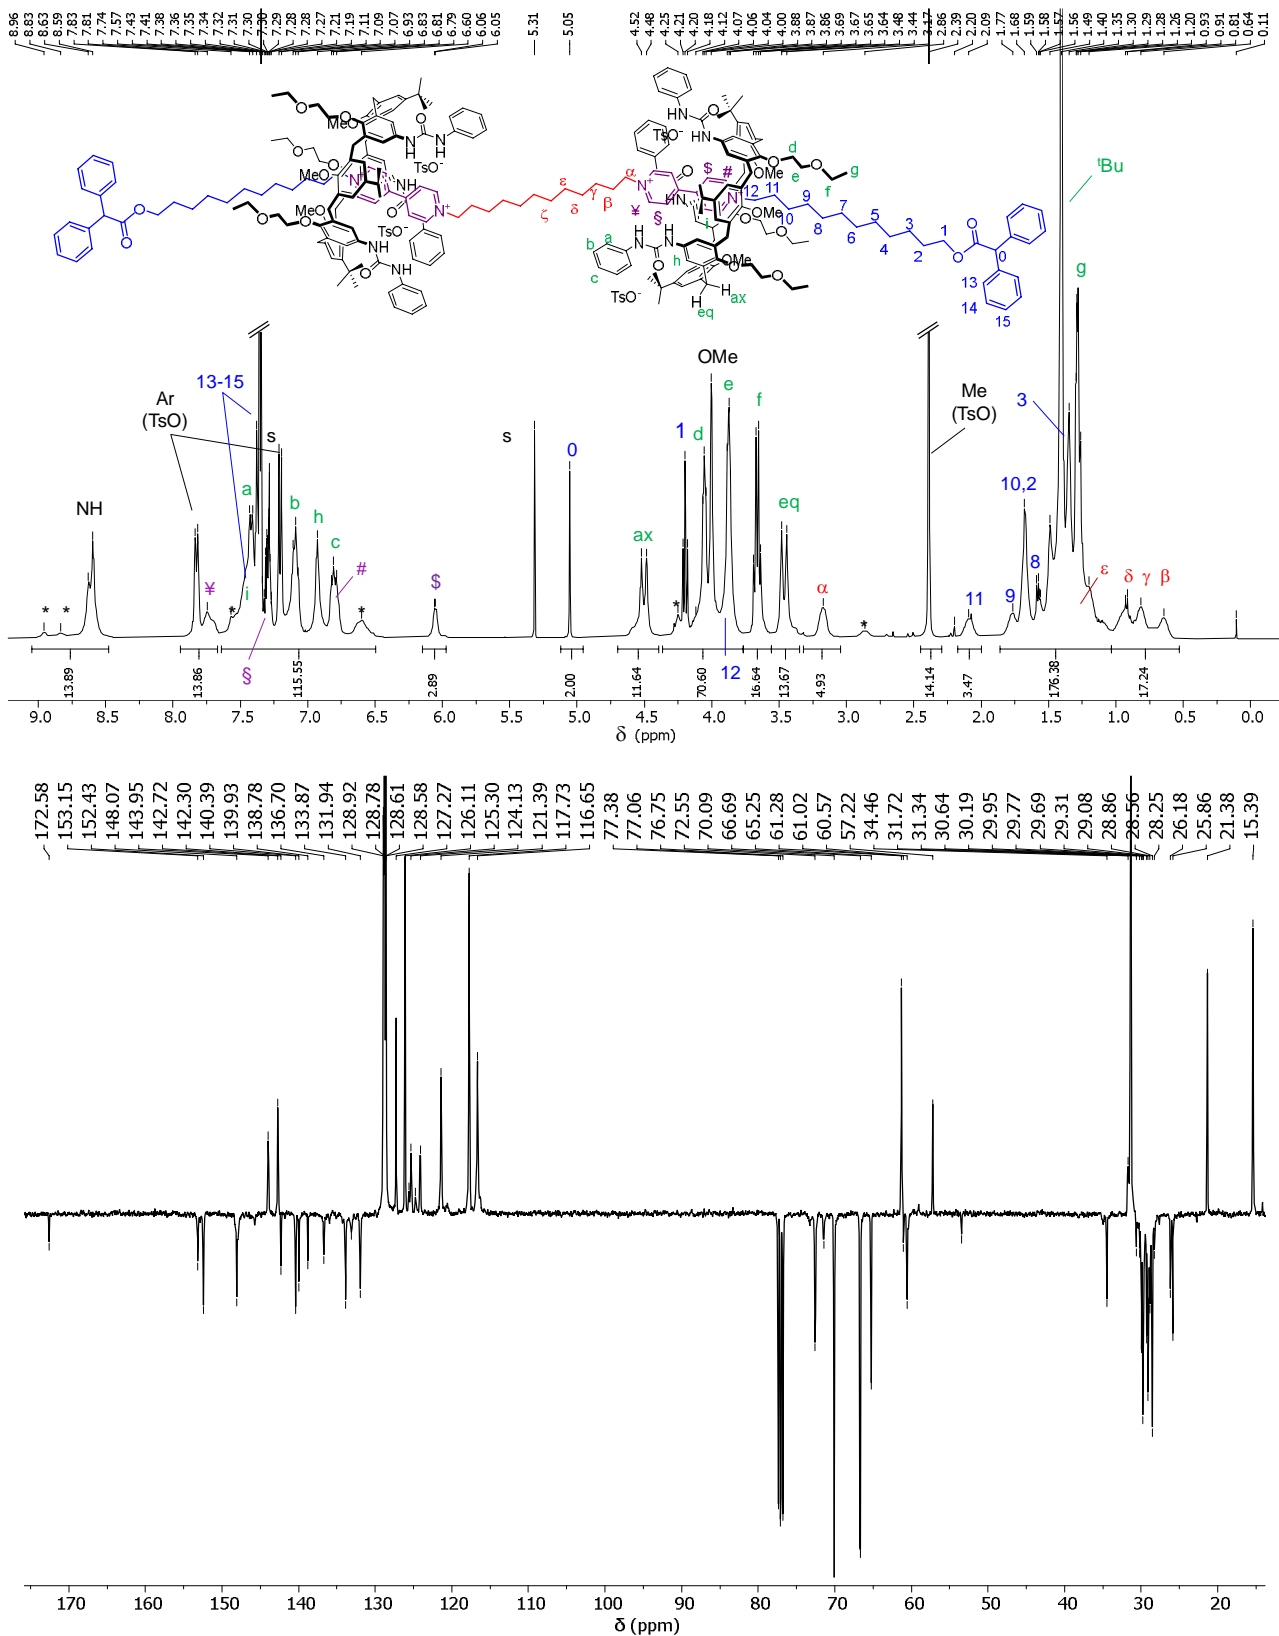 8.96 8.83 8.63 8.59 7.83 7.83 7.81 7.74 7.57 7.43 7.41 7.38 7.36 7.35 7.34 7.32 7.31 7.30 7.30 7.29 7.28 7.28 7.27 7.21 7.19 7.11 7.09 7.07 6.93 6.83 6.81 6.79 6.60 6.06 6.05 5.31 5.05 4.52 4.48 4.25 4.21 4.20 4.18 4.12 4.07 4.06 4.04 4.00 3.88 3.87 3.86 3.69 3.67 3.65 3.64 3.48 3.44 3.17 2.86 2.39 2.20 2.09 1.77 1.68 1.59 1.58 1.57 1.56 1.49 1.40 1.35 1.30 1.29 1.28 1.26 1.20 0.93 0.91 0.81 0.64 0.11
O O MeO NH N H O TsO⁻
O O MeO N⁺ NH O
O O MeO TsO⁻ N⁺
O O NH O NH
NH O TsO⁻ NH
d e f g
α N⁺ O $ # OMe N⁺ 12 11 10 9 8 7 6 5 4 3 2 1
¥ § β γ δ ε ζ
i OMe O O
b a NH O NH h OMe O O
c TsO⁻ H H ax eq
O O 0 13 14 15
ᵗBu
g
OMe
e
13-15
Ar
(TsO)
s
s
0
1
d
f
Me
(TsO)
3
10,2
NH
a
b
h
c
#
eq
ax
8
ε
* * ¥ i * * $ * α * 11 9 δ γ β
§
12
13.89 13.86 115.55 2.89 2.00 11.64 70.60 16.64 13.67 4.93 14.14 3.47 176.38 17.24
9.0 8.5 8.0 7.5 7.0 6.5 6.0 5.5 5.0 4.5 4.0 3.5 3.0 2.5 2.0 1.5 1.0 0.5 0.0
δ (ppm)
172.58 153.15 152.43 148.07 143.95 142.72 142.30 140.39 139.93 138.78 136.70 133.87 131.94 128.92 128.78 128.61 128.58 127.27 126.11 125.30 124.13 121.39 117.73 116.65 77.38 77.06 76.75 72.55 70.09 66.69 65.25 61.28 61.02 60.57 57.22 34.46 31.72 31.34 30.64 30.19 29.95 29.77 29.69 29.31 29.08 28.86 28.56 28.25 26.18 25.86 21.38 15.39
170 160 150 140 130 120 110 100 90 80 70 60 50 40 30 20
δ (ppm)